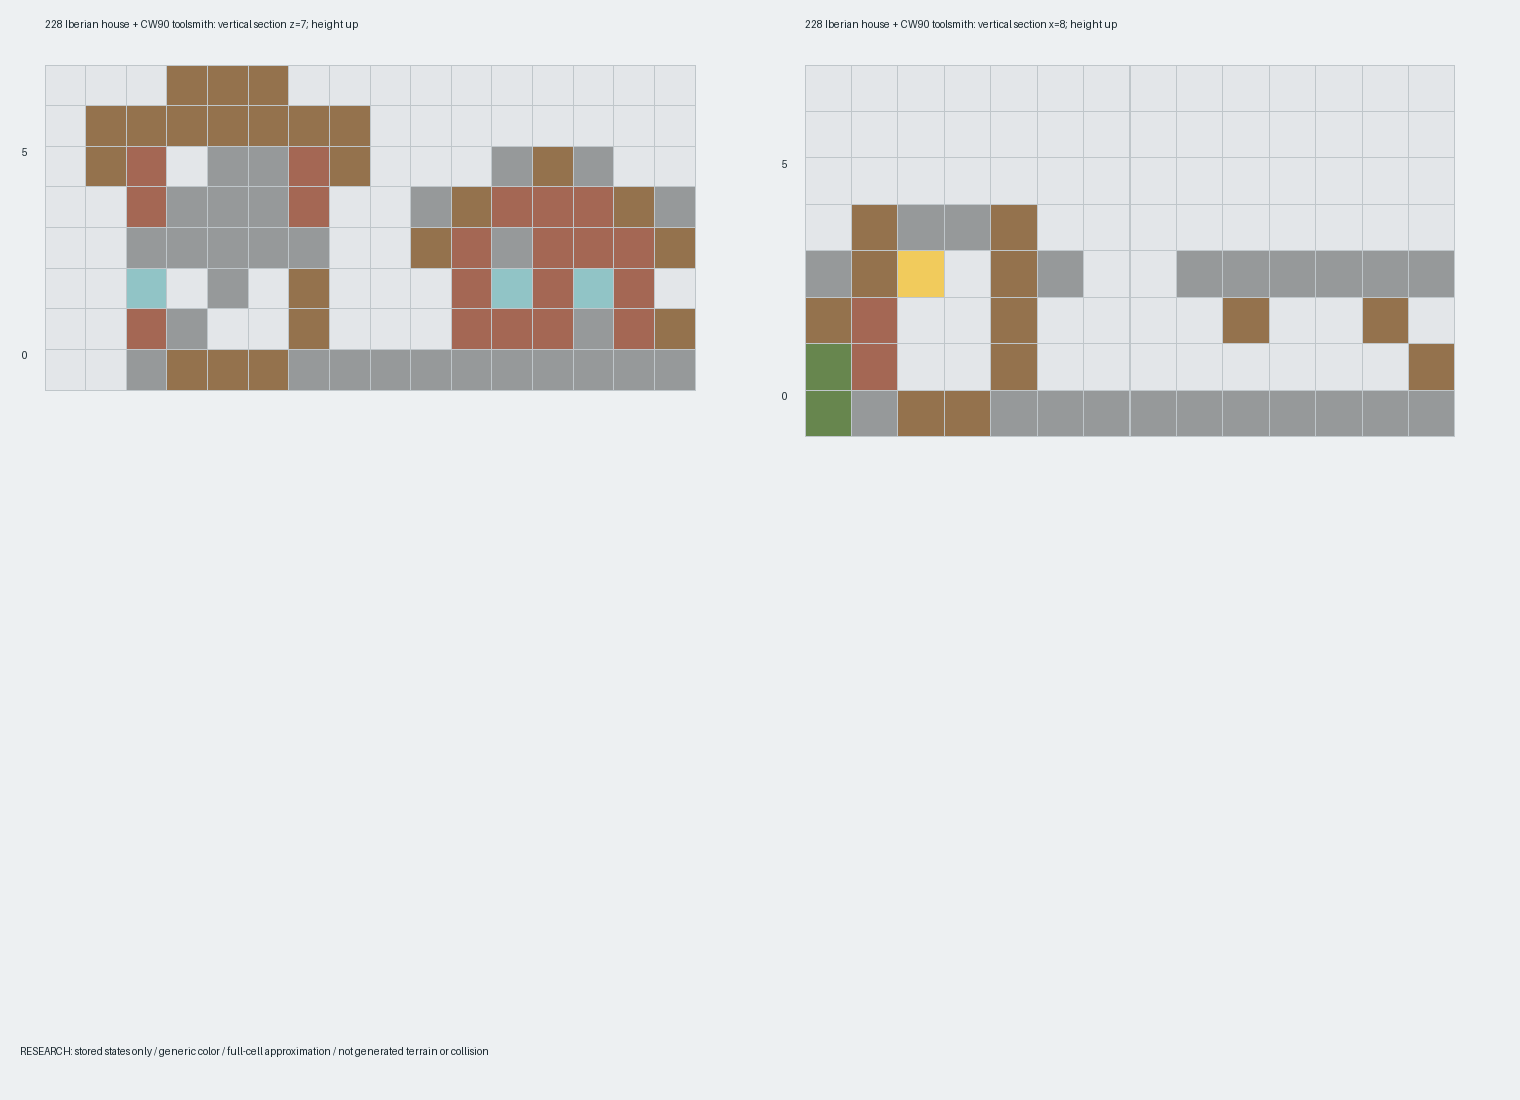 228 Iberian house + CW90 toolsmith: vertical section z=7; height up
228 Iberian house + CW90 toolsmith: vertical section x=8; height up
5
5
0
0
RESEARCH: stored states only / generic color / full-cell approximation / not generated terrain or collision